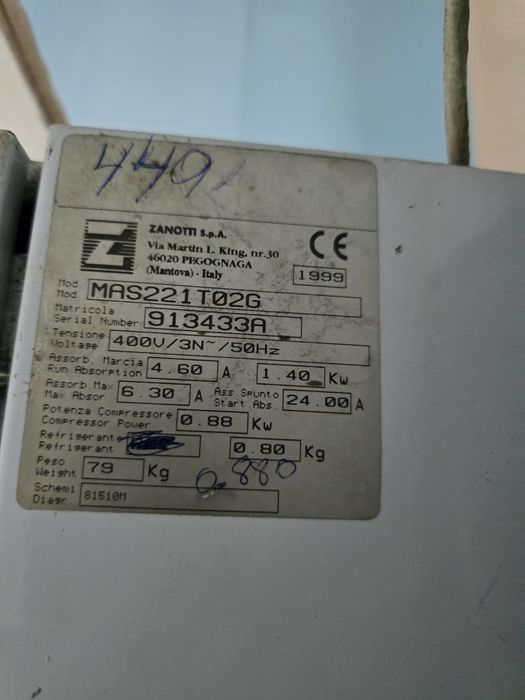 449
ZANOTTI S.p.A.
Via Martin L. King, nr.30
46020 PEGOGNAGA
(Mantova) - Italy
CE
1999
Mod.
Mod. MAS221T02G
Matricola
Serial Number 913433A
Tensione
Voltage 400V/3N~/50Hz
Assorb. Marcia
Run Absorption 4.60 A 1.40 Kw
Assorb. Max
Max Absor 6.30 A Ass Spunto
Start. Abs. 24.00 A
Potenza Compressore
Compressor Power 0.88 Kw
Refrigerante
Refrigerant 0.80 Kg
0.880
Peso
Weight 79 Kg
Schemi
Diagr. 81510M